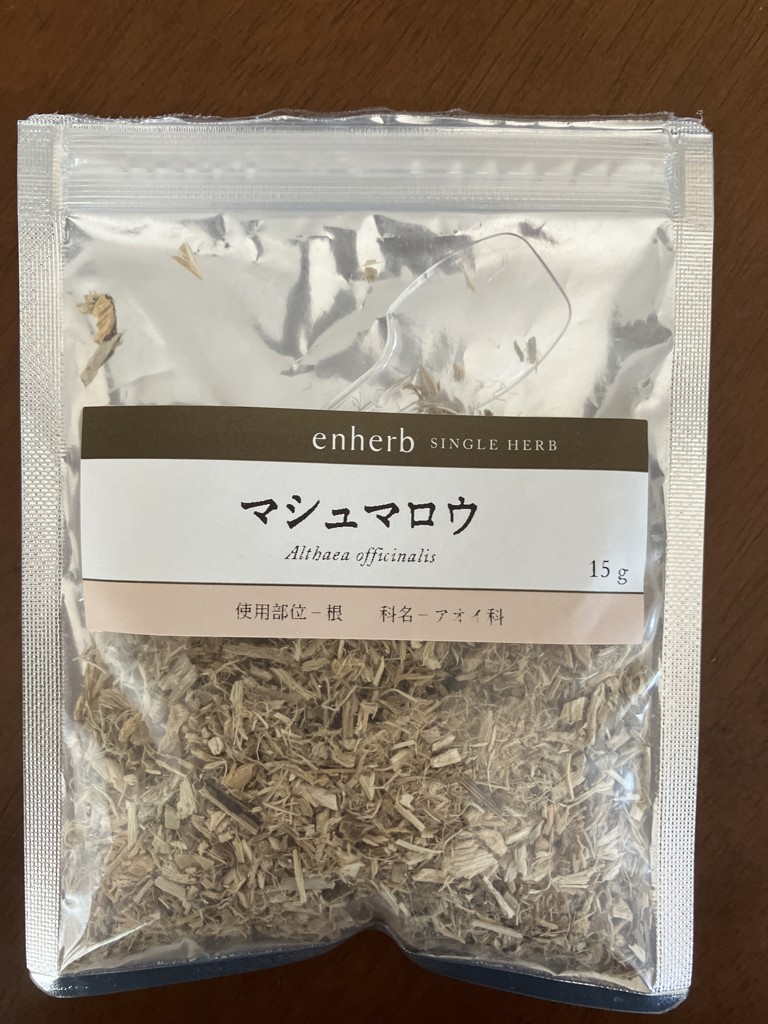 enherb SINGLE HERB
マシュマロウ
Althaea officinalis
15 g
使用部位－根　科名－アオイ科